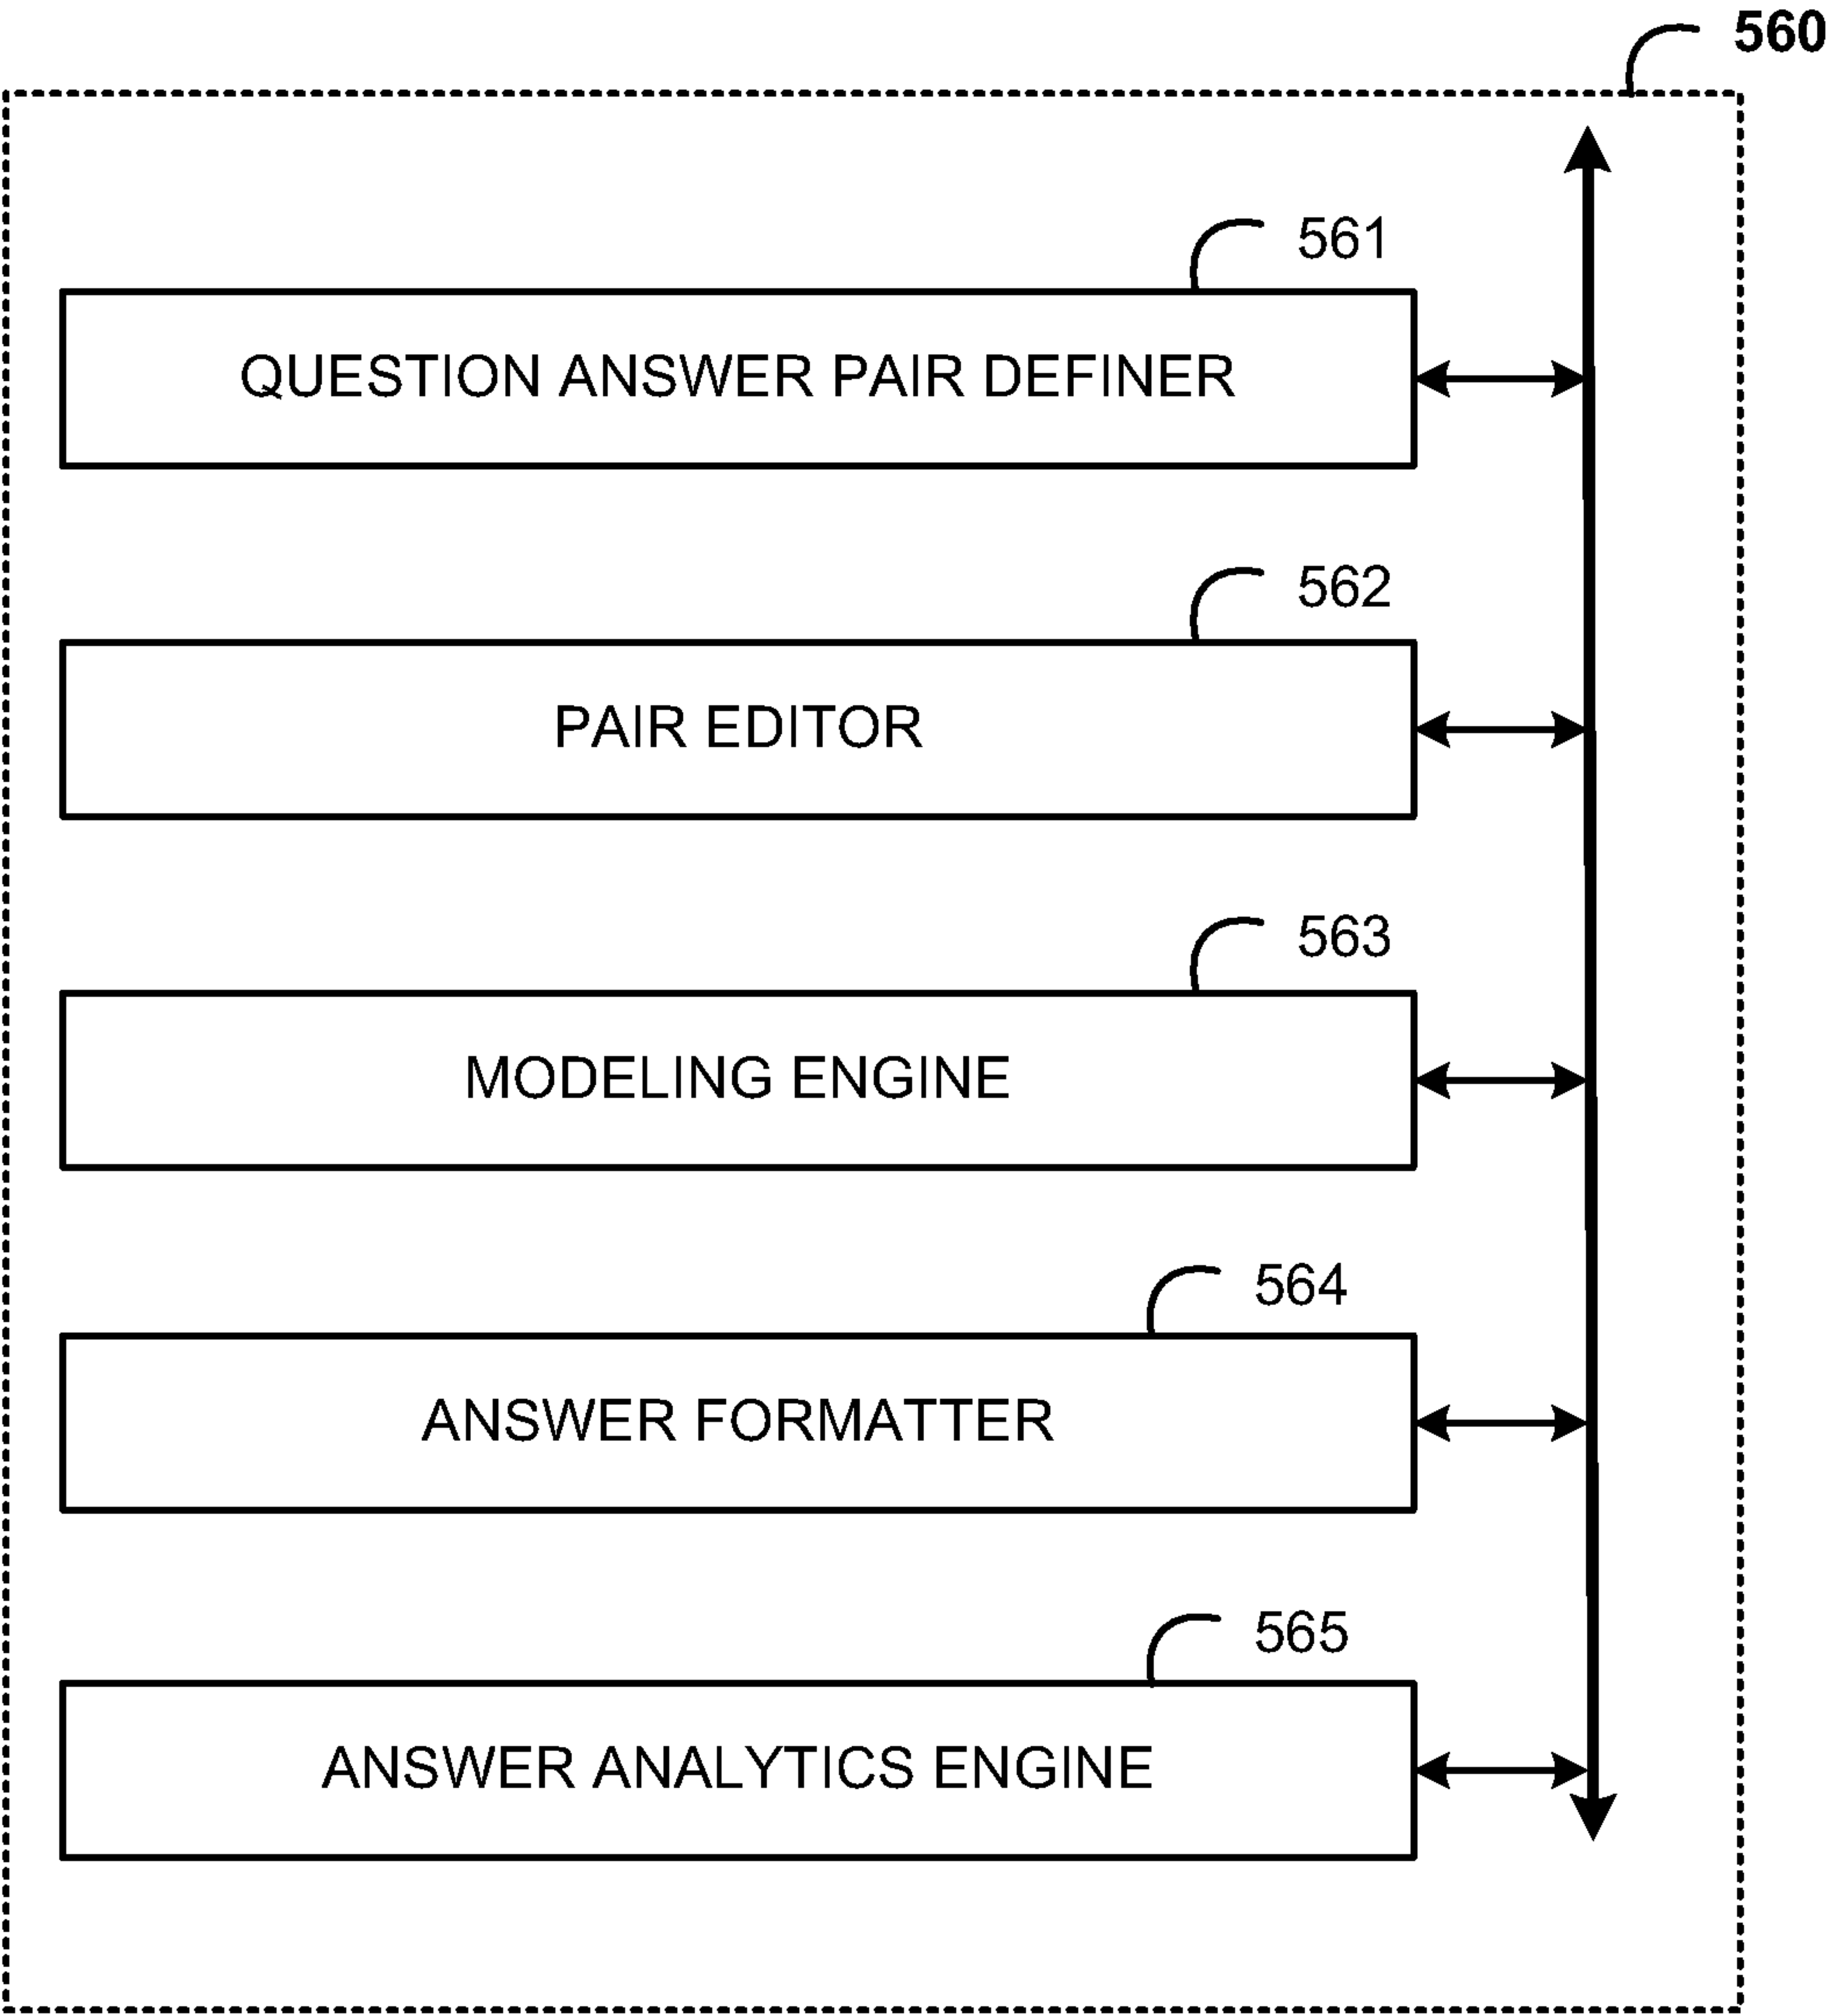 560
561
QUESTION ANSWER PAIR DEFINER
562
PAIR EDITOR
563
MODELING ENGINE
564
ANSWER FORMATTER
565
ANSWER ANALYTICS ENGINE